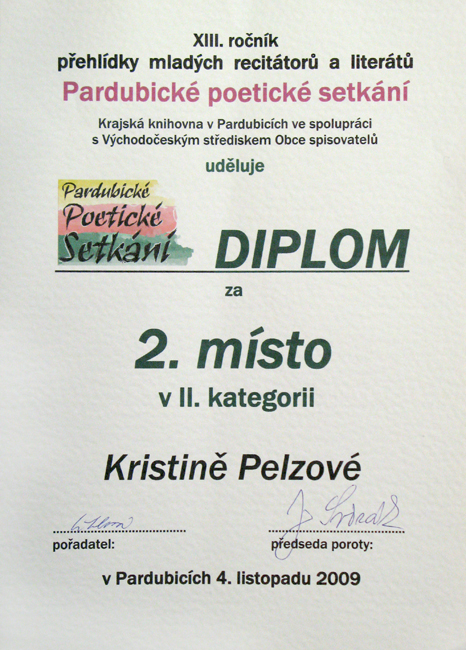 XIII. ročník
přehlídky mladých recitátorů a literátů
Pardubické poetické setkání
Krajská knihovna v Pardubicích ve spolupráci
s Východočeským střediskem Obce spisovatelů
uděluje
Pardubické
Poetické
Setkání
DIPLOM
za
2. místo
v II. kategorii
Kristině Pelzové
pořadatel:
předseda poroty:
v Pardubicích 4. listopadu 2009